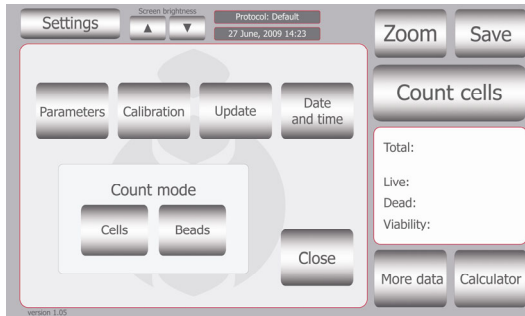 Settings
Screen brightness
Protocol: Default
27 June, 2009 14:23
Zoom
Save
Parameters
Calibration
Update
Date
and time
Count cells
Total:
Live:
Dead:
Viability:
Count mode
Cells
Beads
Close
More data
Calculator
version 1.05